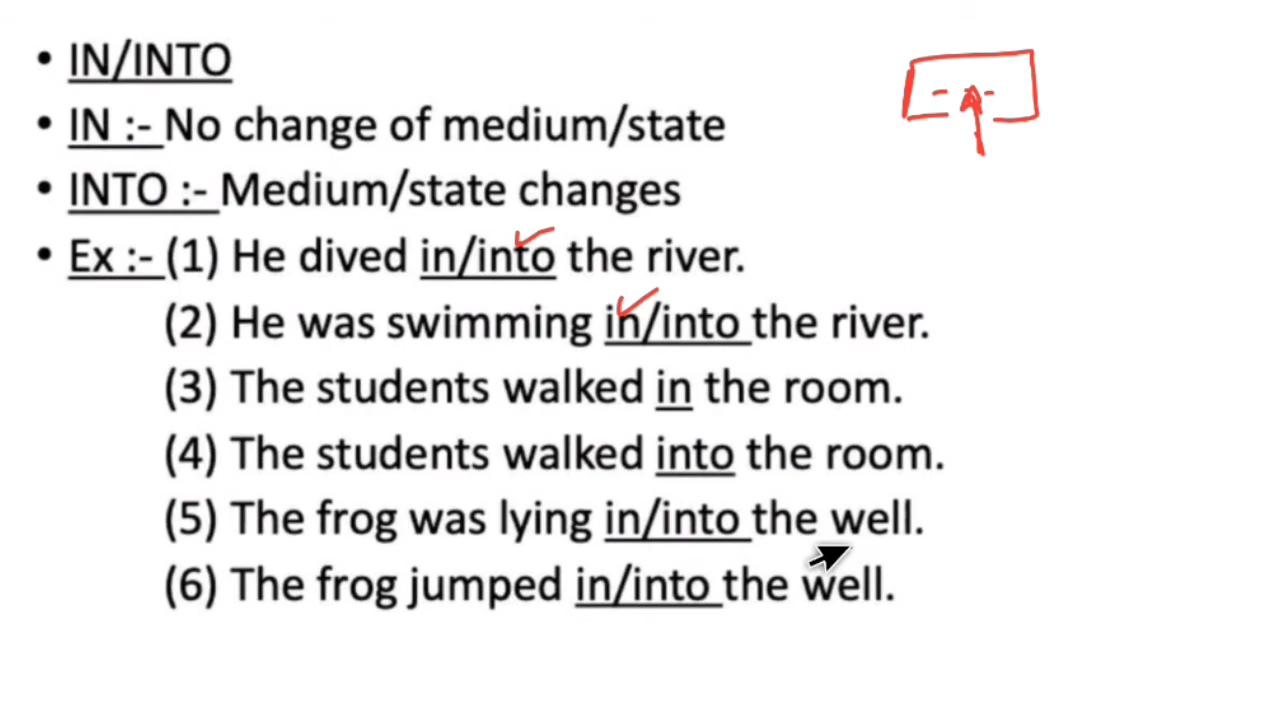 • IN/INTO
• IN :- No change of medium/state
• INTO :- Medium/state changes
• Ex :- (1) He dived in/into the river.
(2) He was swimming in/into the river.
(3) The students walked in the room.
(4) The students walked into the room.
(5) The frog was lying in/into the well.
(6) The frog jumped in/into the well.